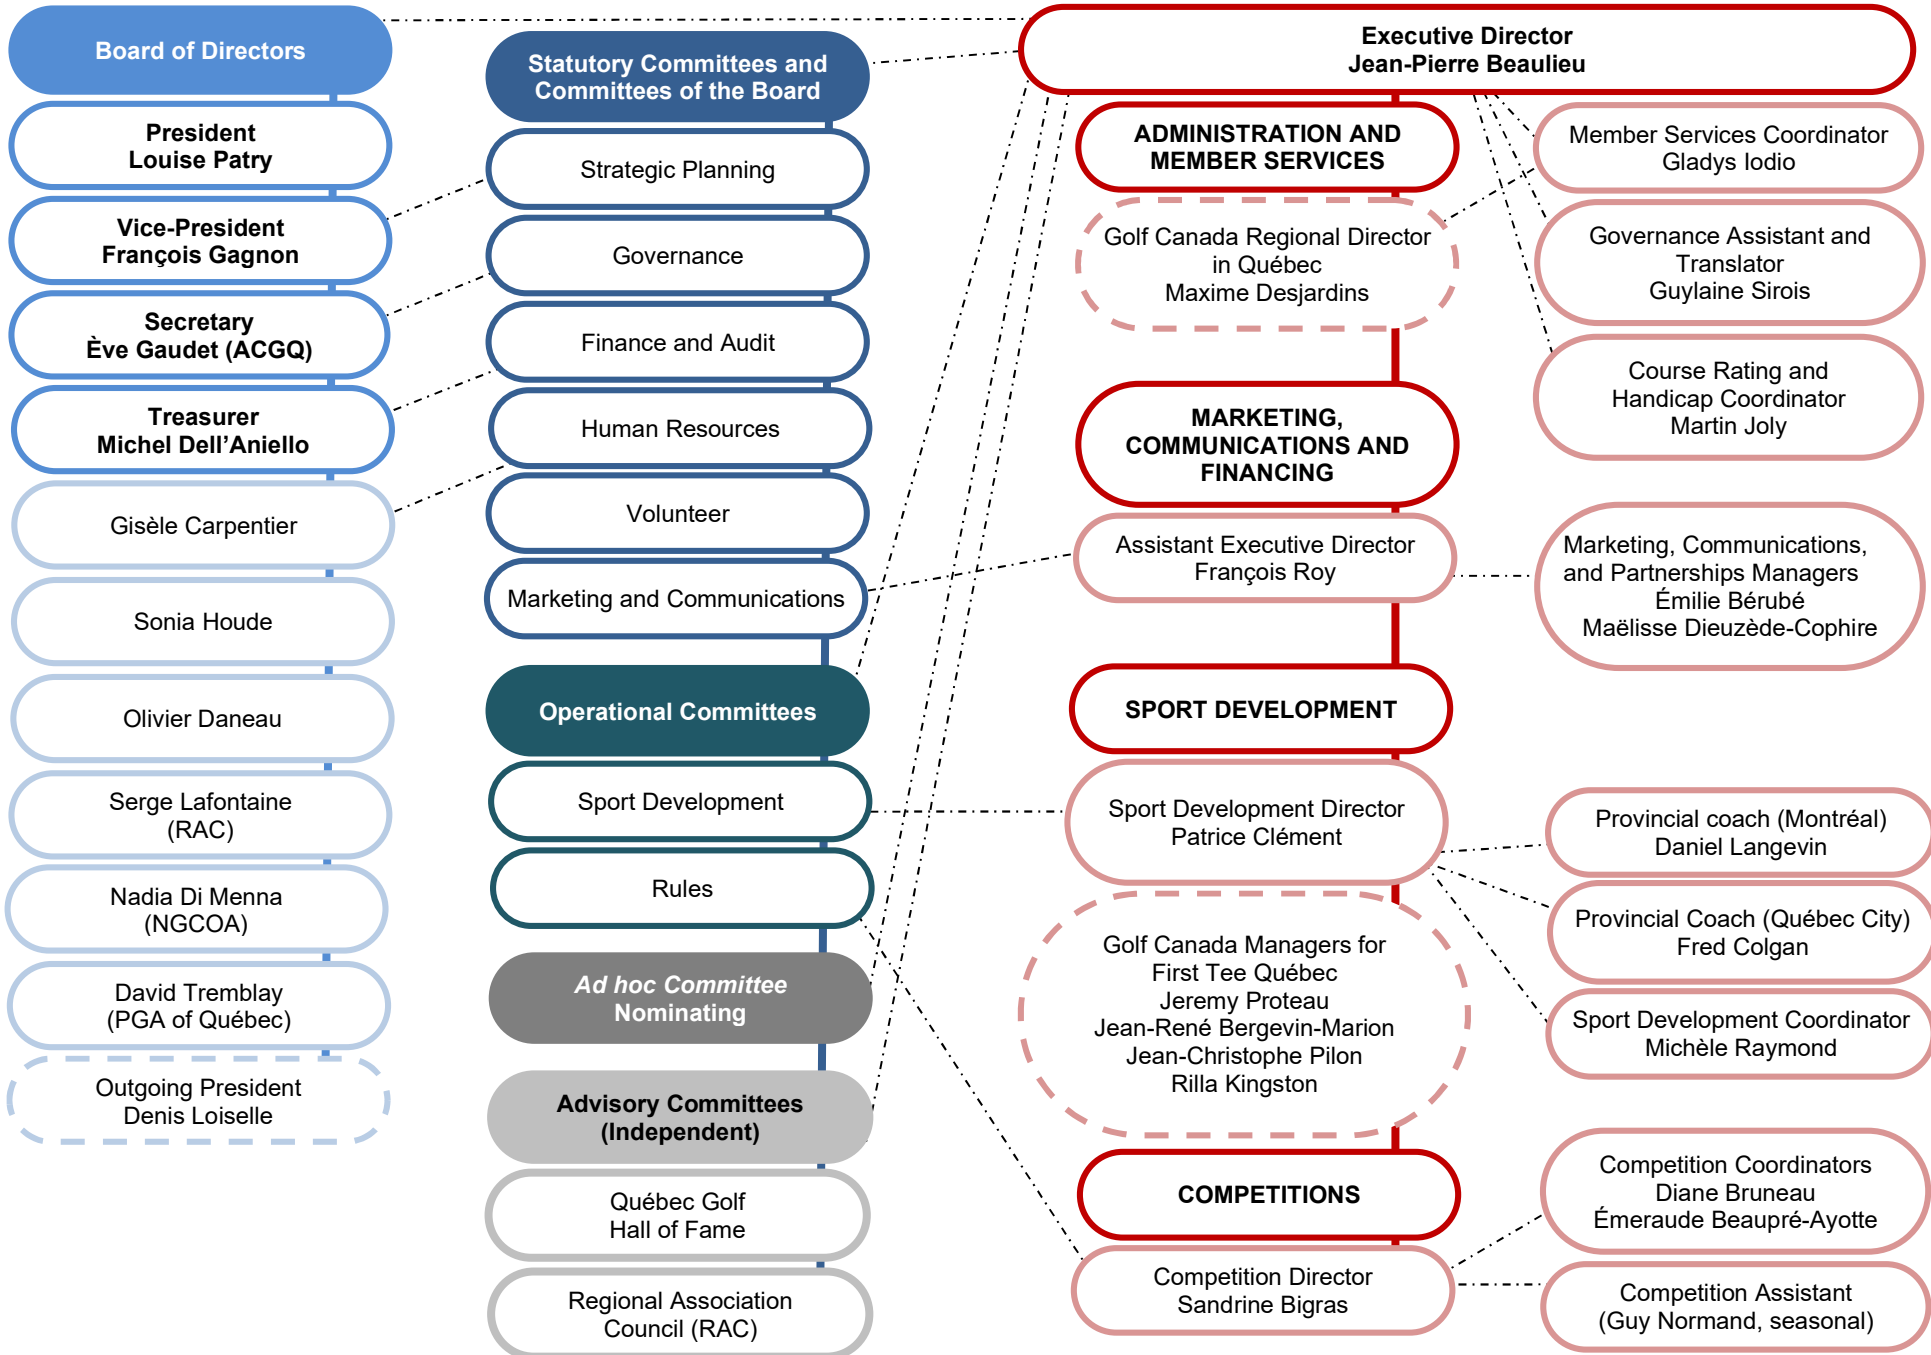 Board of Directors
President
Louise Patry
Vice-President
François Gagnon
Secretary
Ève Gaudet (ACGQ)
Treasurer
Michel Dell’Aniello
Gisèle Carpentier
Sonia Houde
Olivier Daneau
Serge Lafontaine
(RAC)
Nadia Di Menna
(NGCOA)
David Tremblay
(PGA of Québec)
Outgoing President
Denis Loiselle
Statutory Committees and
Committees of the Board
Strategic Planning
Governance
Finance and Audit
Human Resources
Volunteer
Marketing and Communications
Operational Committees
Sport Development
Rules
Ad hoc Committee
Nominating
Advisory Committees
(Independent)
Québec Golf
Hall of Fame
Regional Association
Council (RAC)
Executive Director
Jean-Pierre Beaulieu
ADMINISTRATION AND
MEMBER SERVICES
Golf Canada Regional Director
in Québec
Maxime Desjardins
MARKETING,
COMMUNICATIONS AND
FINANCING
Assistant Executive Director
François Roy
SPORT DEVELOPMENT
Sport Development Director
Patrice Clément
Golf Canada Managers for
First Tee Québec
Jeremy Proteau
Jean-René Bergevin-Marion
Jean-Christophe Pilon
Rilla Kingston
COMPETITIONS
Competition Director
Sandrine Bigras
Member Services Coordinator
Gladys Iodio
Governance Assistant and
Translator
Guylaine Sirois
Course Rating and
Handicap Coordinator
Martin Joly
Marketing, Communications,
and Partnerships Managers
Émilie Bérubé
Maëlisse Dieuzède-Cophire
Provincial coach (Montréal)
Daniel Langevin
Provincial Coach (Québec City)
Fred Colgan
Sport Development Coordinator
Michèle Raymond
Competition Coordinators
Diane Bruneau
Émeraude Beaupré-Ayotte
Competition Assistant
(Guy Normand, seasonal)